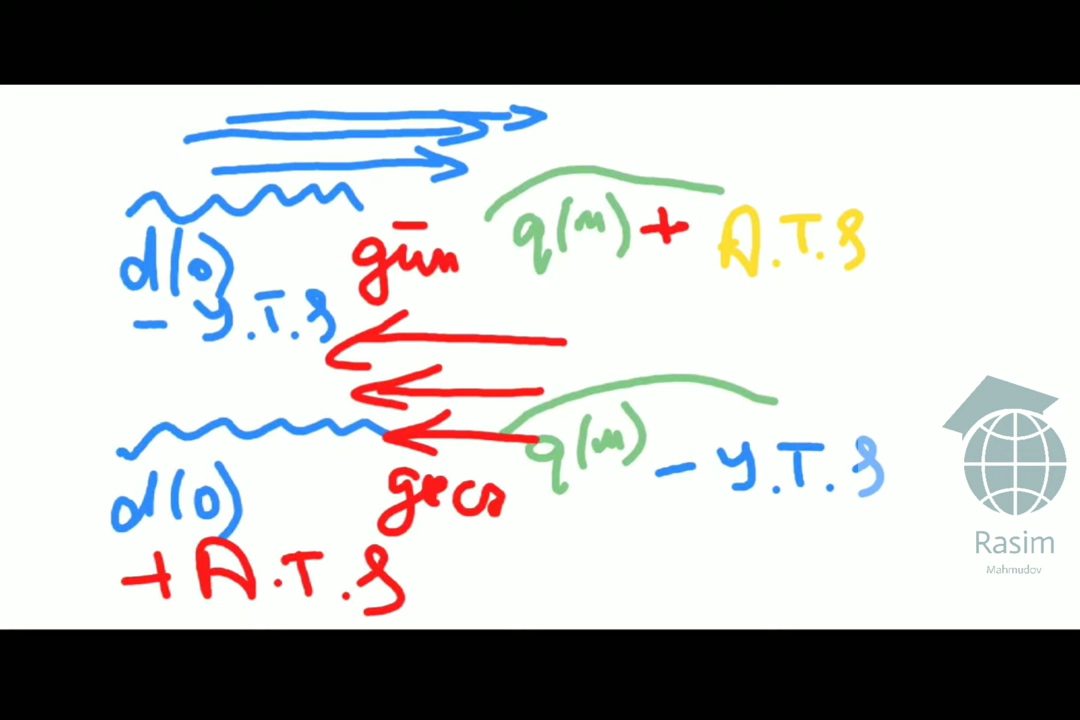 d(o) gün q(m) + A.T.S
- Y.T.S
d(o) q(m) - Y.T.S
gecə
+ A.T.S
Rasim
Mahmudov